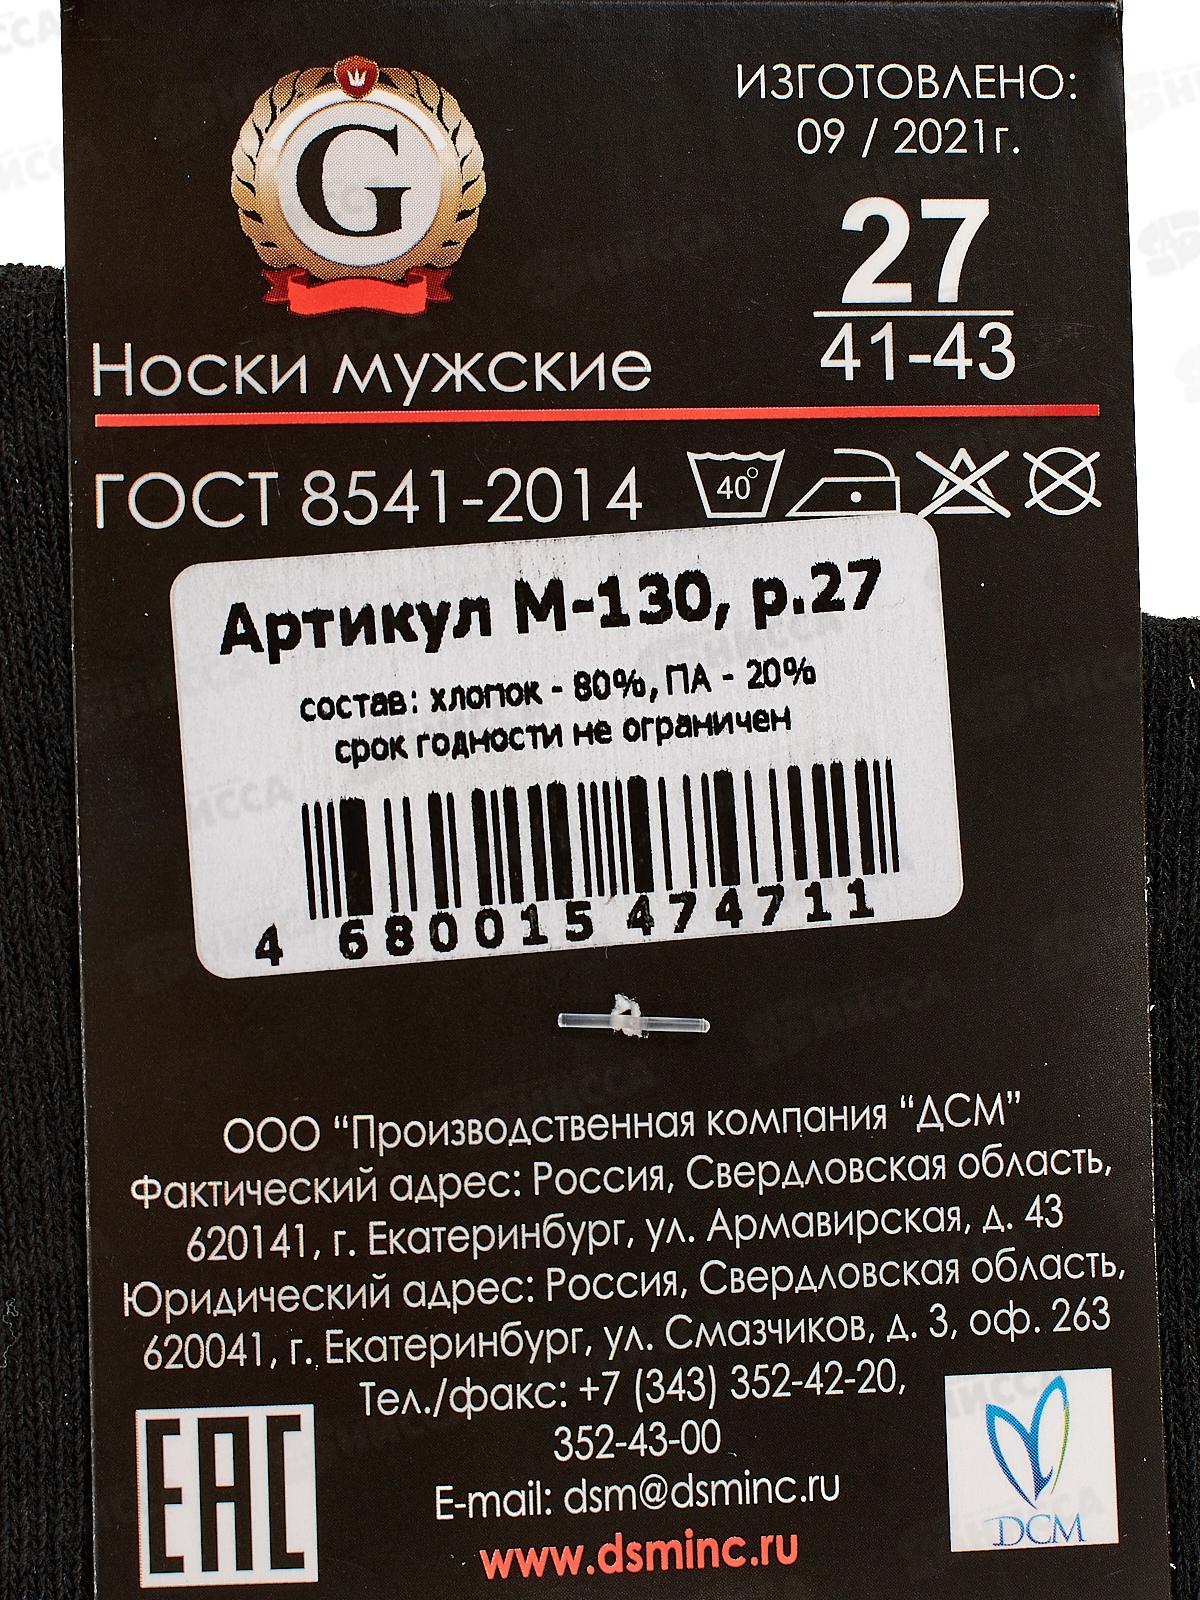 G
ИЗГОТОВЛЕНО:
09 / 2021г.
27
41-43
Носки мужские
ГОСТ 8541-2014
40°
Артикул М-130, р.27
состав: хлопок - 80%, ПА - 20%
срок годности не ограничен
4 680015 474711
ООО “Производственная компания “ДСМ”
Фактический адрес: Россия, Свердловская область,
620141, г. Екатеринбург, ул. Армавирская, д. 43
Юридический адрес: Россия, Свердловская область,
620041, г. Екатеринбург, ул. Смазчиков, д. 3, оф. 263
Тел./факс: +7 (343) 352-42-20,
352-43-00
E-mail: dsm@dsminc.ru
www.dsminc.ru
EAC
DCM